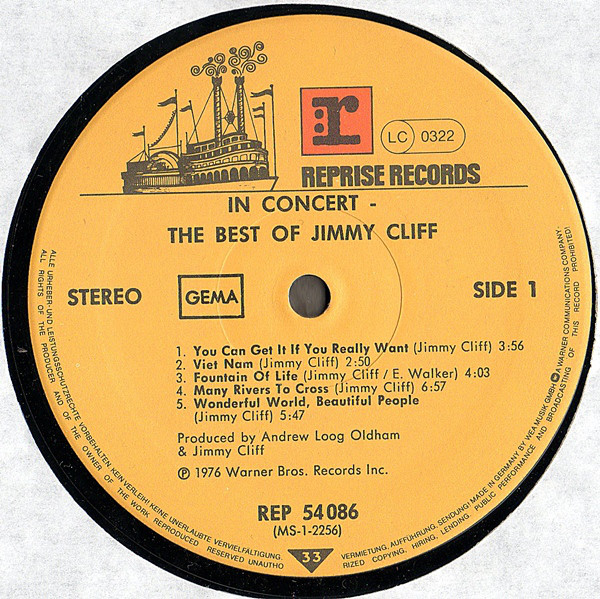 r
LC 0322
REPRISE RECORDS
IN CONCERT -
THE BEST OF JIMMY CLIFF
STEREO
GEMA
SIDE 1
1. You Can Get It If You Really Want (Jimmy Cliff) 3:56
2. Viet Nam (Jimmy Cliff) 2:50
3. Fountain Of Life (Jimmy Cliff / E. Walker) 4:03
4. Many Rivers To Cross (Jimmy Cliff) 6:57
5. Wonderful World, Beautiful People
(Jimmy Cliff) 5:47
Produced by Andrew Loog Oldham
& Jimmy Cliff
℗ 1976 Warner Bros. Records Inc.
REP 54 086
(MS-1-2256)
33
ALLE URHEBER-UND LEISTUNGSSCHUTZRECHTE VORBEHALTEN. KEIN VERLEIH! KEINE UNERLAUBTE VERVIELFÄLTIGUNG, VERMIETUNG, AUFFÜHRUNG, SENDUNG! MADE IN GERMANY BY WEA MUSIK GMBH A WARNER COMMUNICATIONS COMPANY.
ALL RIGHTS OF THE PRODUCER AND OF THE OWNER OF THE WORK REPRODUCED RESERVED UNAUTHORIZED COPYING, HIRING, LENDING, PUBLIC PERFORMANCE AND BROADCASTING OF THIS RECORD PROHIBITED!